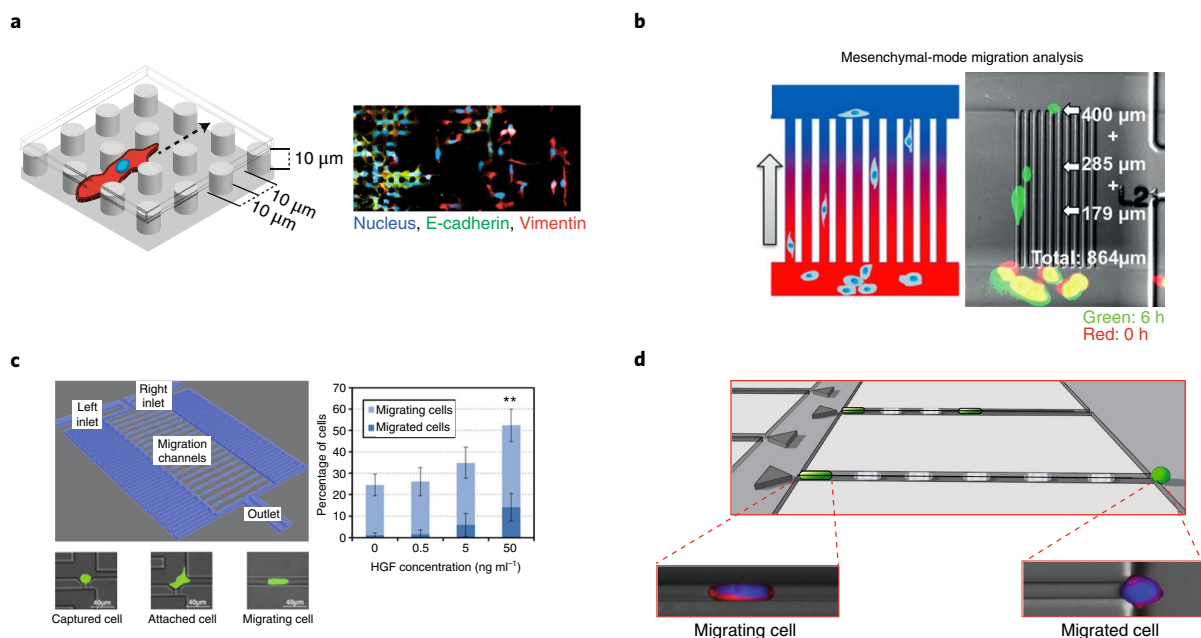 a
10 μm
10 μm
10 μm
Nucleus, E-cadherin, Vimentin
b
Mesenchymal-mode migration analysis
400 μm
+
285 μm
+
179 μm
Total: 864μm
L2
Green: 6 h
Red: 0 h
c
Right inlet
Left inlet
Migration channels
Outlet
40μm
40μm
40μm
Captured cell
Attached cell
Migrating cell
Percentage of cells
70
60
50
40
30
20
10
0
Migrating cells
Migrated cells
**
0 0.5 5 50
HGF concentration (ng ml⁻¹)
d
Migrating cell
Migrated cell